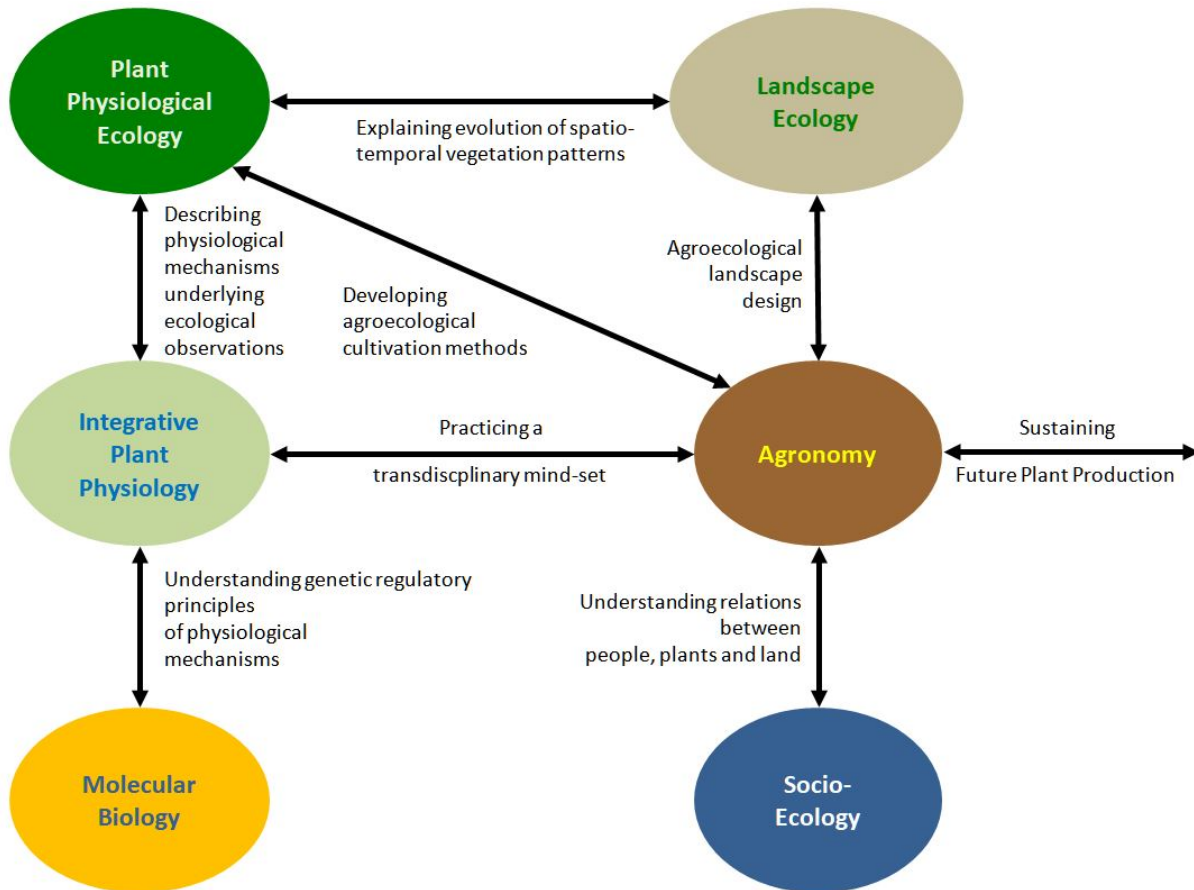 Plant
Physiological
Ecology
Landscape
Ecology
Explaining evolution of spatio-
temporal vegetation patterns
Describing
physiological
mechanisms
underlying
ecological
observations
Agroecological
landscape
design
Developing
agroecological
cultivation methods
Integrative
Plant
Physiology
Practicing a
transdiscplinary mind-set
Agronomy
Sustaining
Future Plant Production
Understanding genetic regulatory
principles
of physiological
mechanisms
Understanding relations
between
people, plants and land
Molecular
Biology
Socio-
Ecology